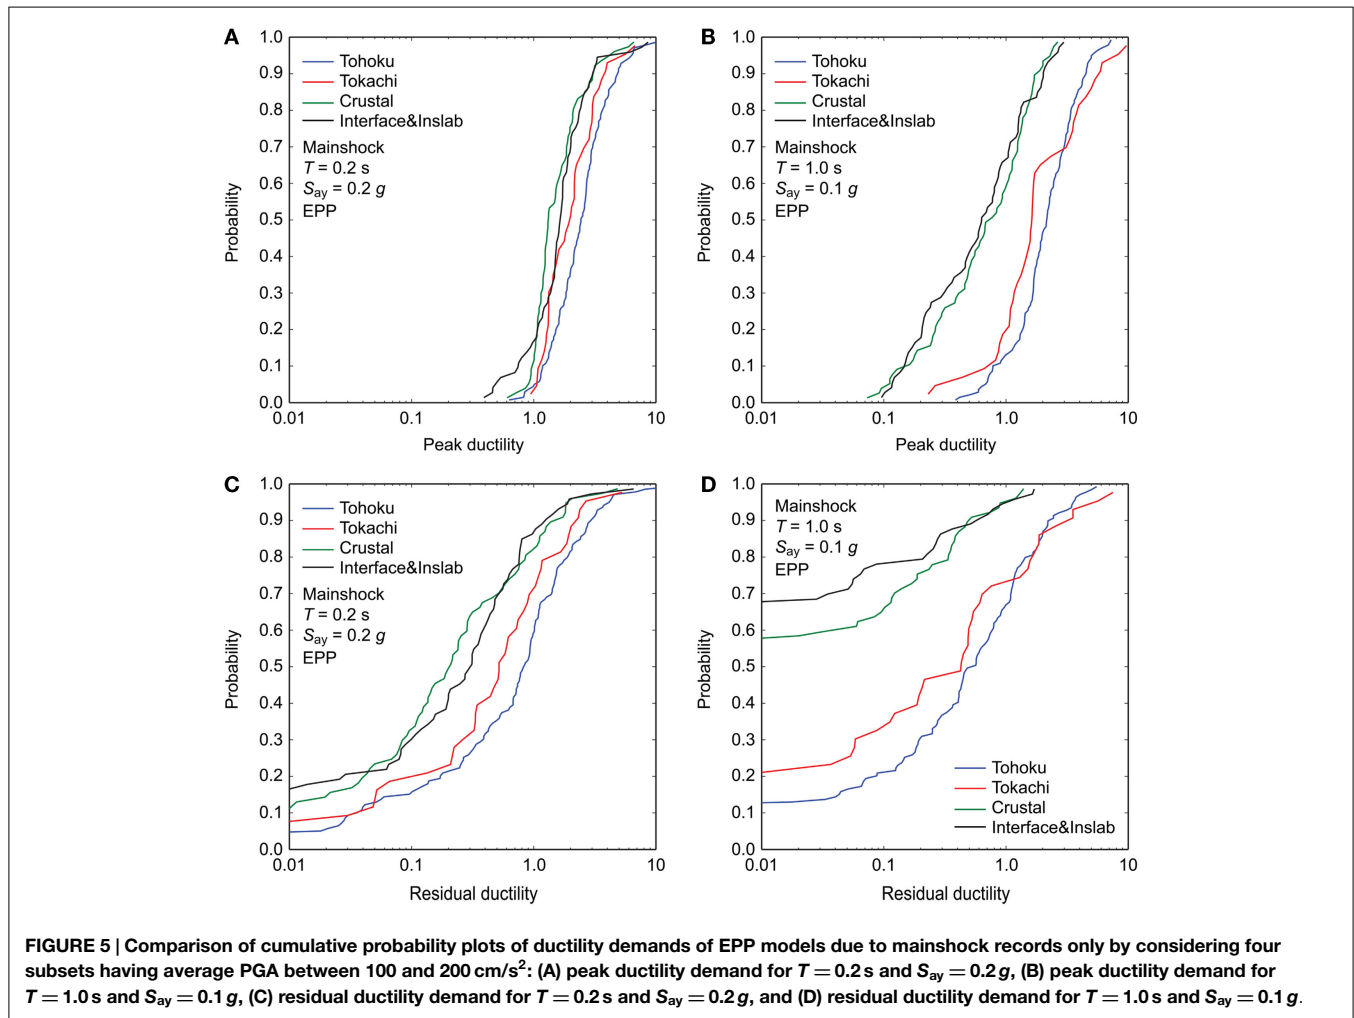 A
1.0
0.9
0.8
0.7
0.6
0.5
0.4
0.3
0.2
0.1
0.0
Probability
Tohoku
Tokachi
Crustal
Interface&Inslab
Mainshock
T = 0.2 s
Say = 0.2 g
EPP
0.01 0.1 1.0 10
Peak ductility
B
1.0
0.9
0.8
0.7
0.6
0.5
0.4
0.3
0.2
0.1
0.0
Probability
Tohoku
Tokachi
Crustal
Interface&Inslab
Mainshock
T = 1.0 s
Say = 0.1 g
EPP
0.01 0.1 1.0 10
Peak ductility
C
1.0
0.9
0.8
0.7
0.6
0.5
0.4
0.3
0.2
0.1
0.0
Probability
Tohoku
Tokachi
Crustal
Interface&Inslab
Mainshock
T = 0.2 s
Say = 0.2 g
EPP
0.01 0.1 1.0 10
Residual ductility
D
1.0
0.9
0.8
0.7
0.6
0.5
0.4
0.3
0.2
0.1
0.0
Probability
Mainshock
T = 1.0 s
Say = 0.1 g
EPP
Tohoku
Tokachi
Crustal
Interface&Inslab
0.01 0.1 1.0 10
Residual ductility
FIGURE 5 | Comparison of cumulative probability plots of ductility demands of EPP models due to mainshock records only by considering four
subsets having average PGA between 100 and 200 cm/s²: (A) peak ductility demand for T = 0.2 s and Say = 0.2 g, (B) peak ductility demand for
T = 1.0 s and Say = 0.1 g, (C) residual ductility demand for T = 0.2 s and Say = 0.2 g, and (D) residual ductility demand for T = 1.0 s and Say = 0.1 g.